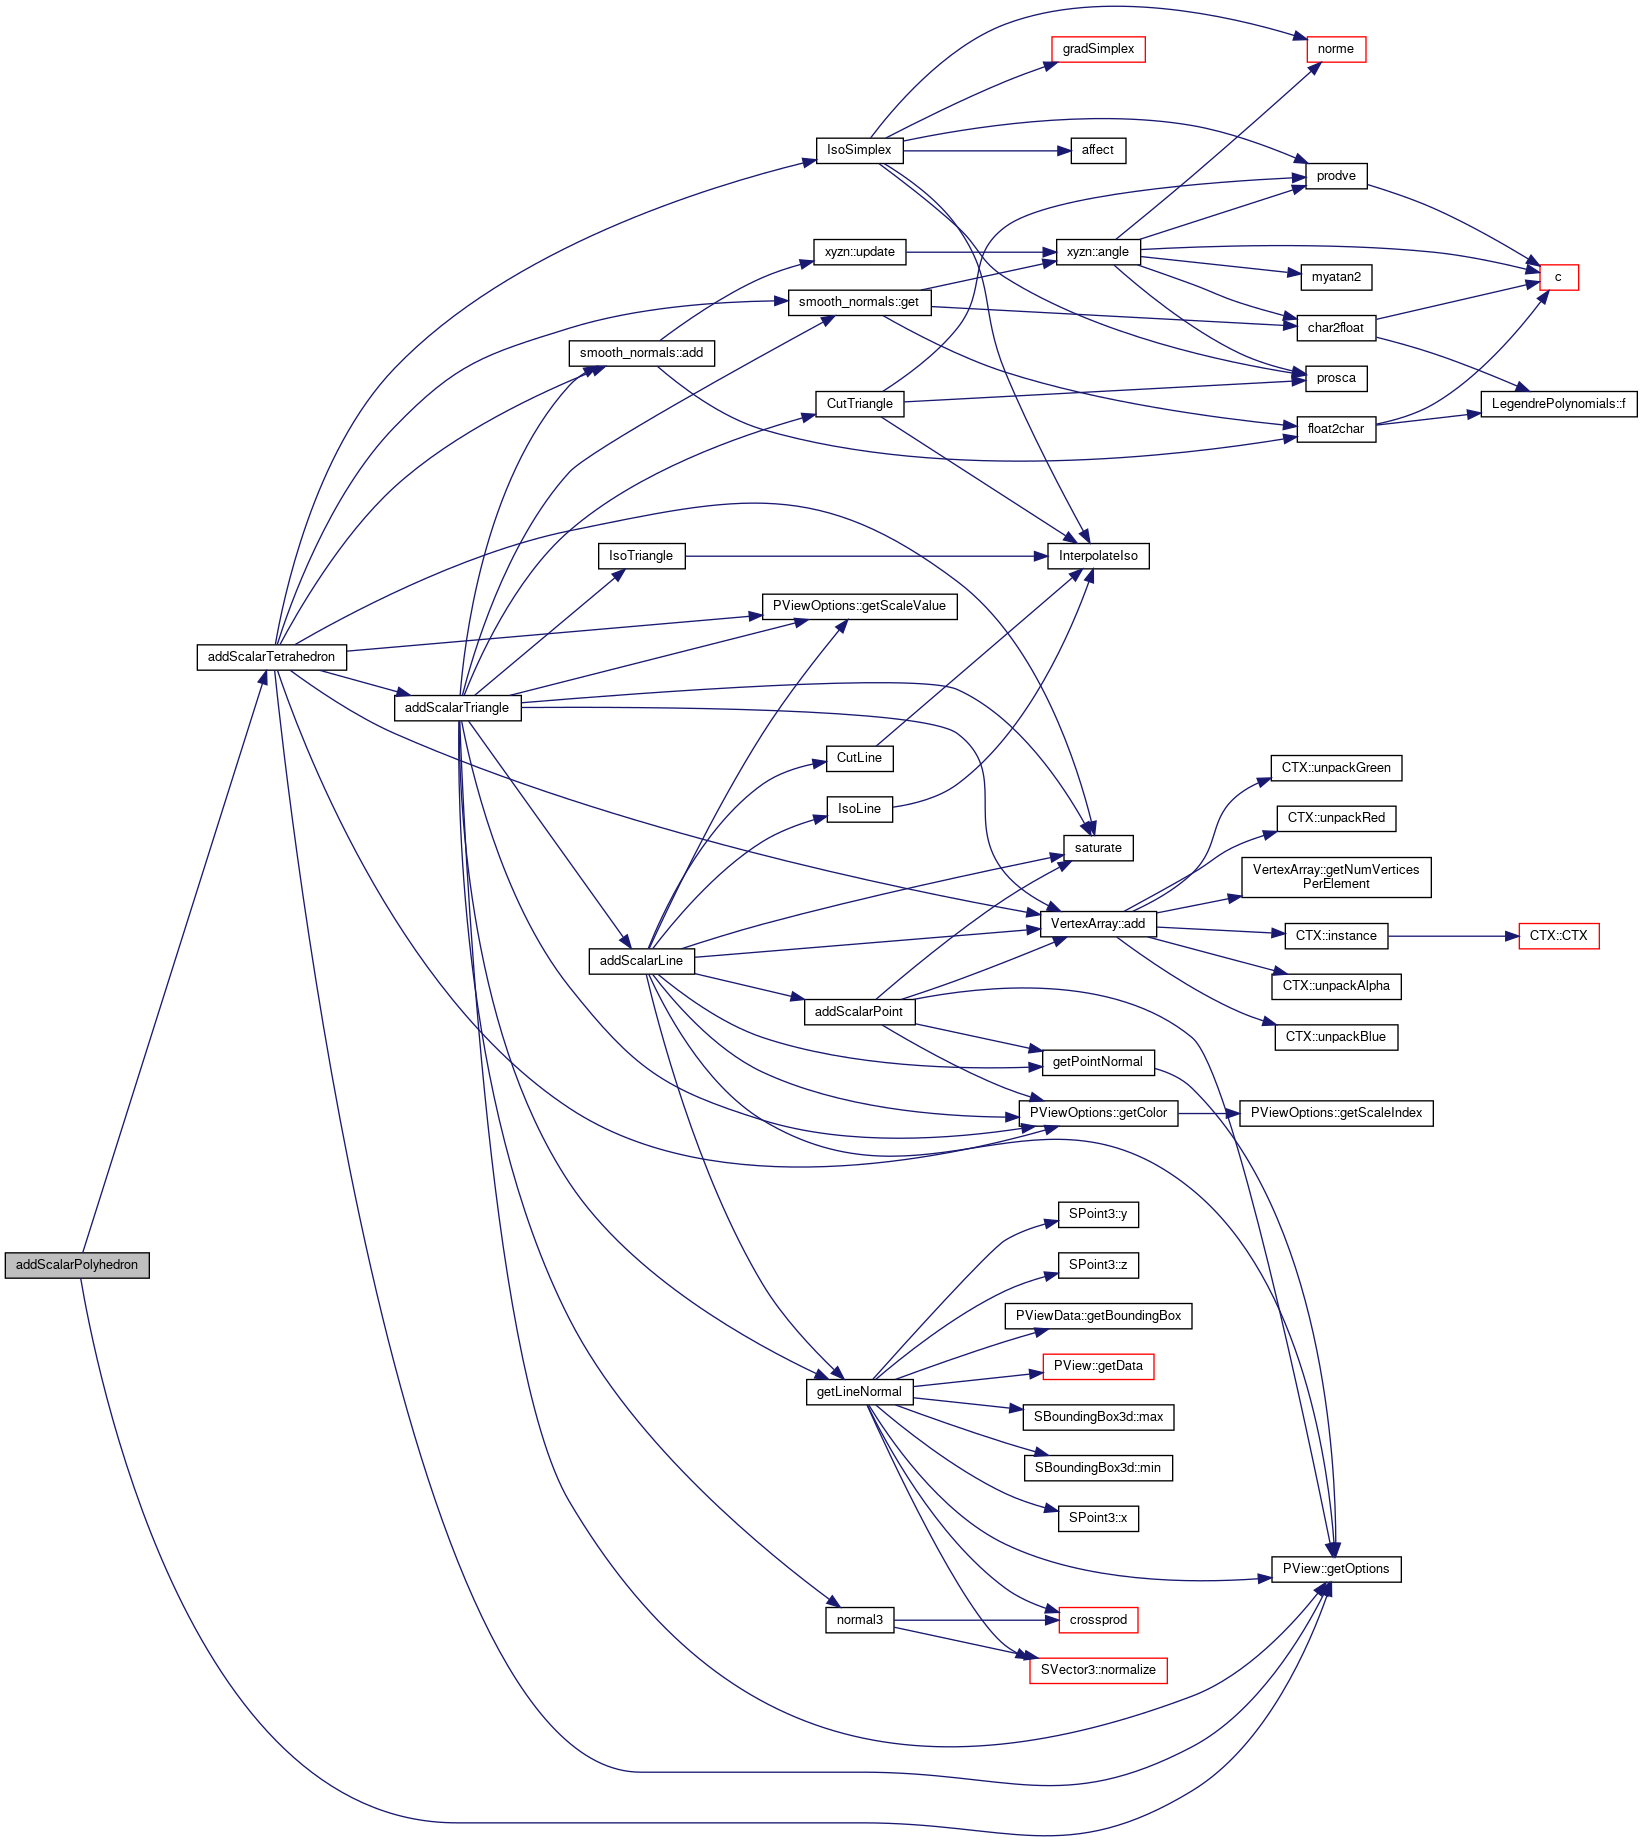 norme
gradSimplex
IsoSimplex
affect
prodve
xyzn::update
xyzn::angle
myatan2
c
smooth_normals::get
char2float
smooth_normals::add
prosca
CutTriangle
LegendrePolynomials::f
float2char
IsoTriangle
InterpolateIso
PViewOptions::getScaleValue
addScalarTetrahedron
addScalarTriangle
CutLine
CTX::unpackGreen
IsoLine
CTX::unpackRed
saturate
VertexArray::getNumVertices
PerElement
VertexArray::add
CTX::instance
CTX::CTX
addScalarLine
CTX::unpackAlpha
addScalarPoint
CTX::unpackBlue
getPointNormal
PViewOptions::getColor
PViewOptions::getScaleIndex
SPoint3::y
addScalarPolyhedron
SPoint3::z
PViewData::getBoundingBox
PView::getData
getLineNormal
SBoundingBox3d::max
SBoundingBox3d::min
SPoint3::x
PView::getOptions
normal3
crossprod
SVector3::normalize